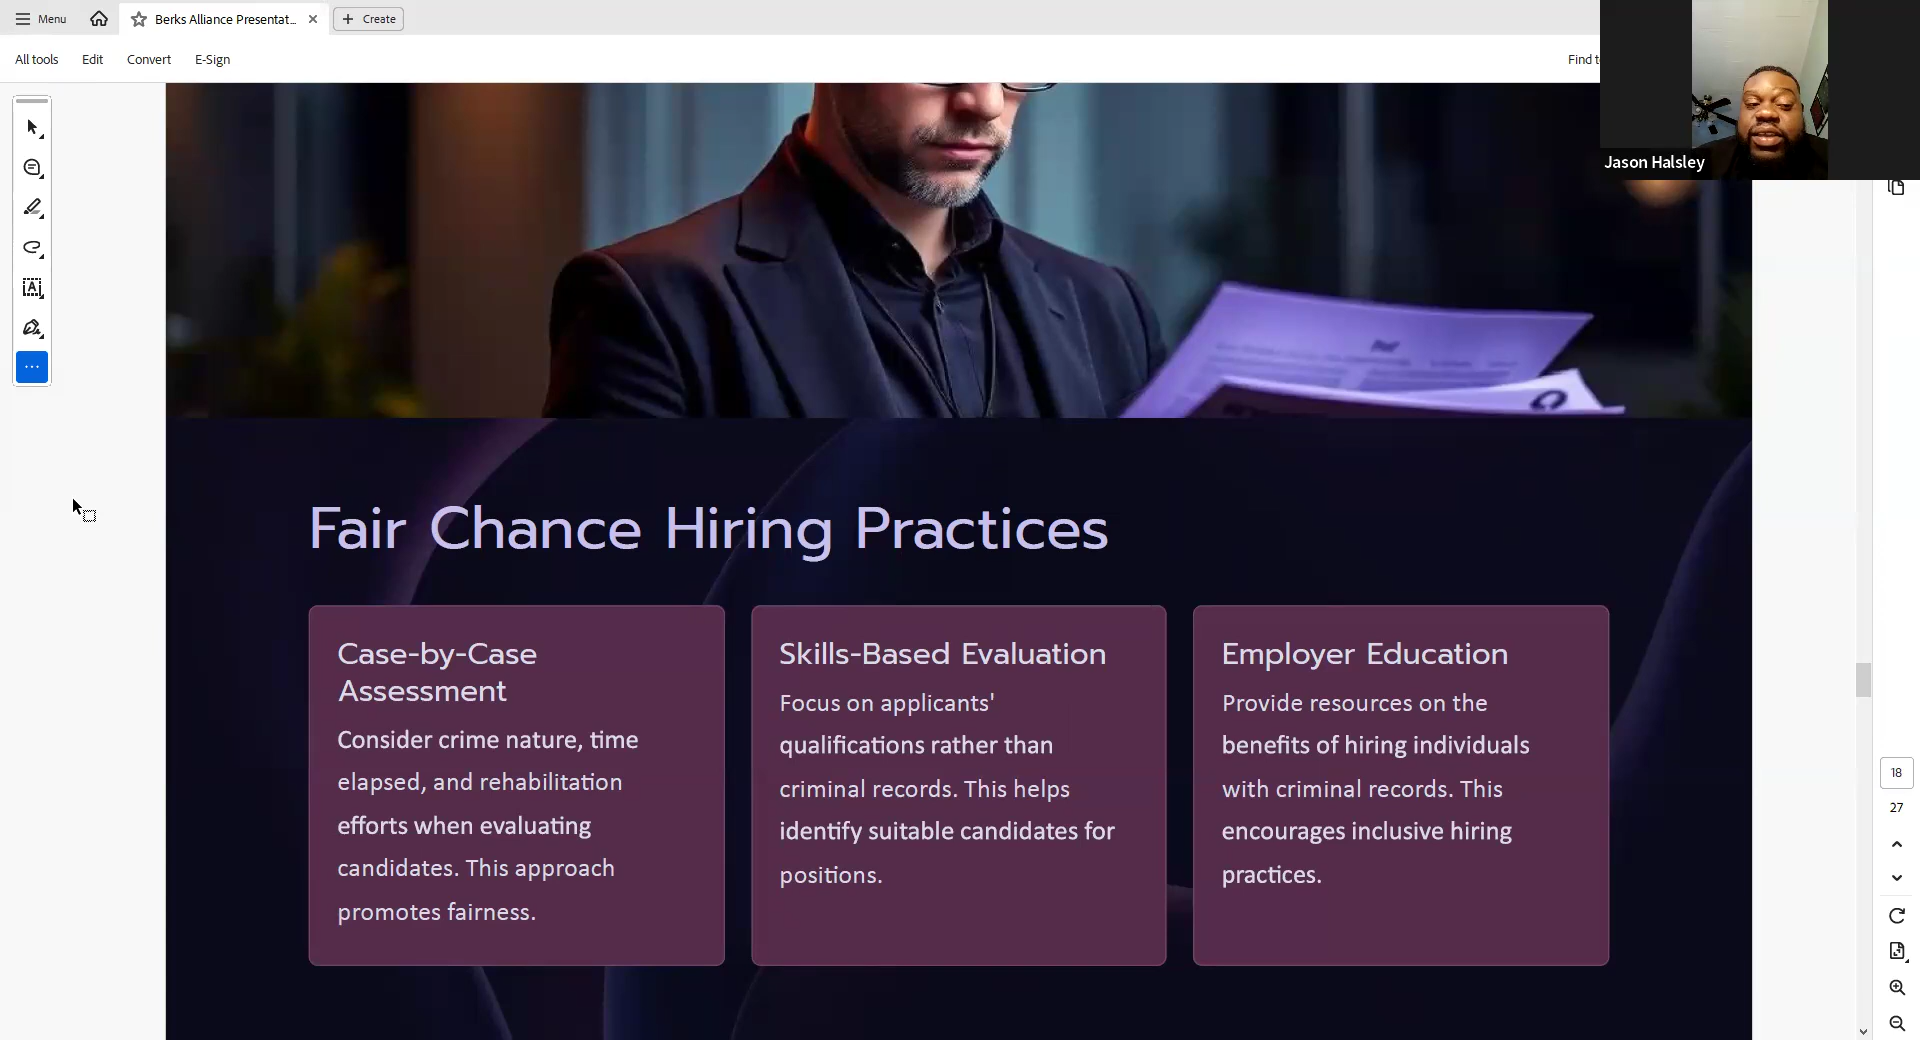 Menu
Berks Alliance Presentat...
Create
All tools
Edit
Convert
E-Sign
Find t
Jason Halsley
Fair Chance Hiring Practices
Case-by-Case
Assessment
Consider crime nature, time
elapsed, and rehabilitation
efforts when evaluating
candidates. This approach
promotes fairness.
Skills-Based Evaluation
Focus on applicants'
qualifications rather than
criminal records. This helps
identify suitable candidates for
positions.
Employer Education
Provide resources on the
benefits of hiring individuals
with criminal records. This
encourages inclusive hiring
practices.
18
27